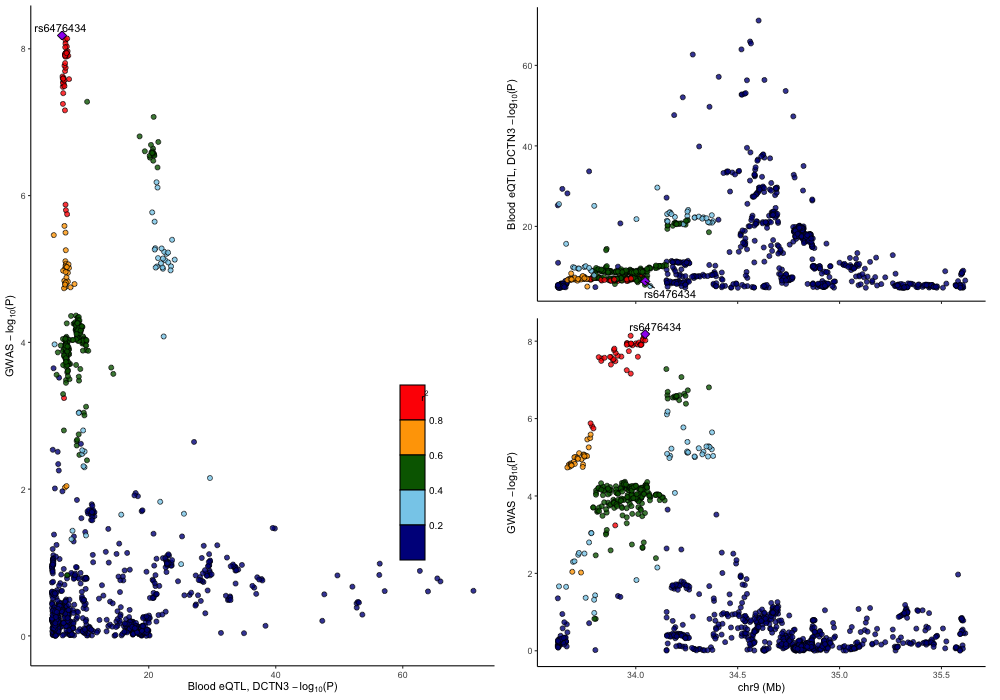 rs6476434
8
6
4
2
0
20
40
60
GWAS −log10(P)
Blood eQTL, DCTN3 −log10(P)
r2
0.8
0.6
0.4
0.2
60
40
20
Blood eQTL, DCTN3 −log10(P)
rs6476434
rs6476434
8
6
4
2
0
GWAS −log10(P)
34.0
34.5
35.0
35.5
chr9 (Mb)